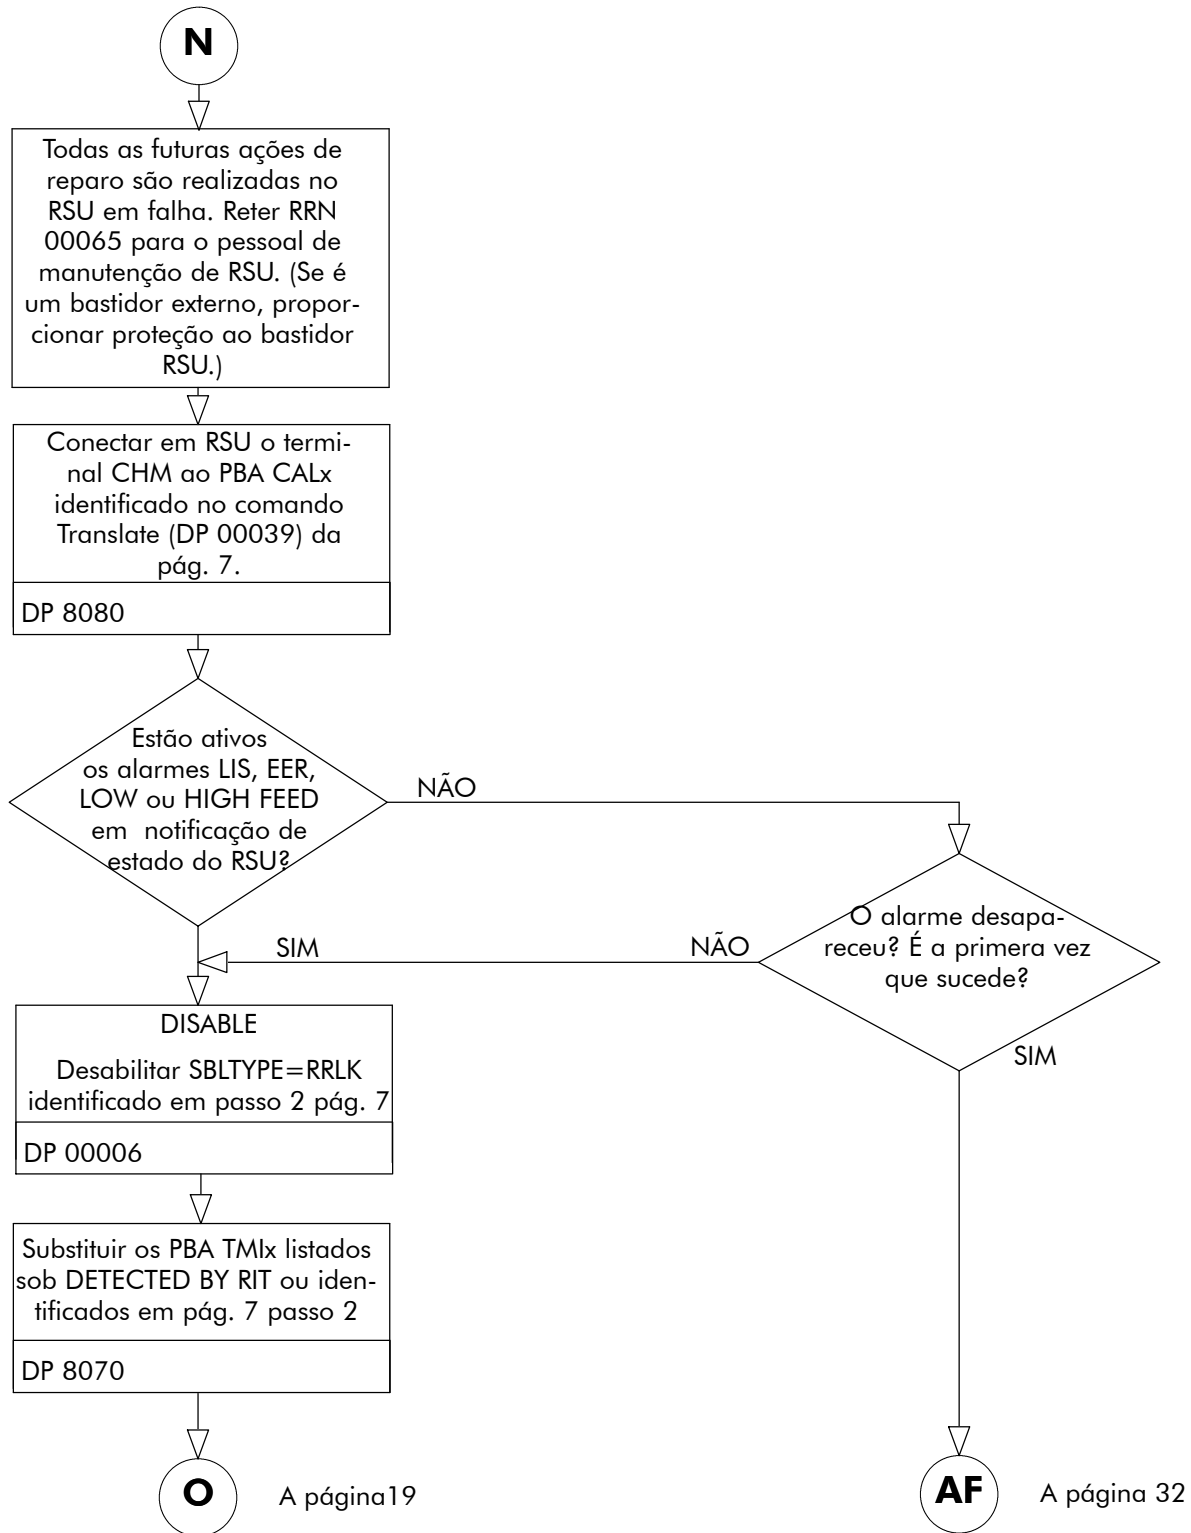 N
Todas as futuras ações de
reparo são realizadas no
RSU em falha. Reter RRN
00065 para o pessoal de
manutenção de RSU. (Se é
um bastidor externo, propor-
cionar proteção ao bastidor
RSU.)
Conectar em RSU o termi-
nal CHM ao PBA CALx
identificado no comando
Translate (DP 00039) da
pág. 7.
DP 8080
Estão ativos
os alarmes LIS, EER,
LOW ou HIGH FEED
em notificação de
estado do RSU?
NÃO
O alarme desapa-
receu? É a primera vez
que sucede?
SIM
NÃO
SIM
DISABLE
Desabilitar SBLTYPE=RRLK
identificado em passo 2 pág. 7
DP 00006
Substituir os PBA TMIx listados
sob DETECTED BY RIT ou iden-
tificados em pág. 7 passo 2
DP 8070
O
A página19
AF
A página 32